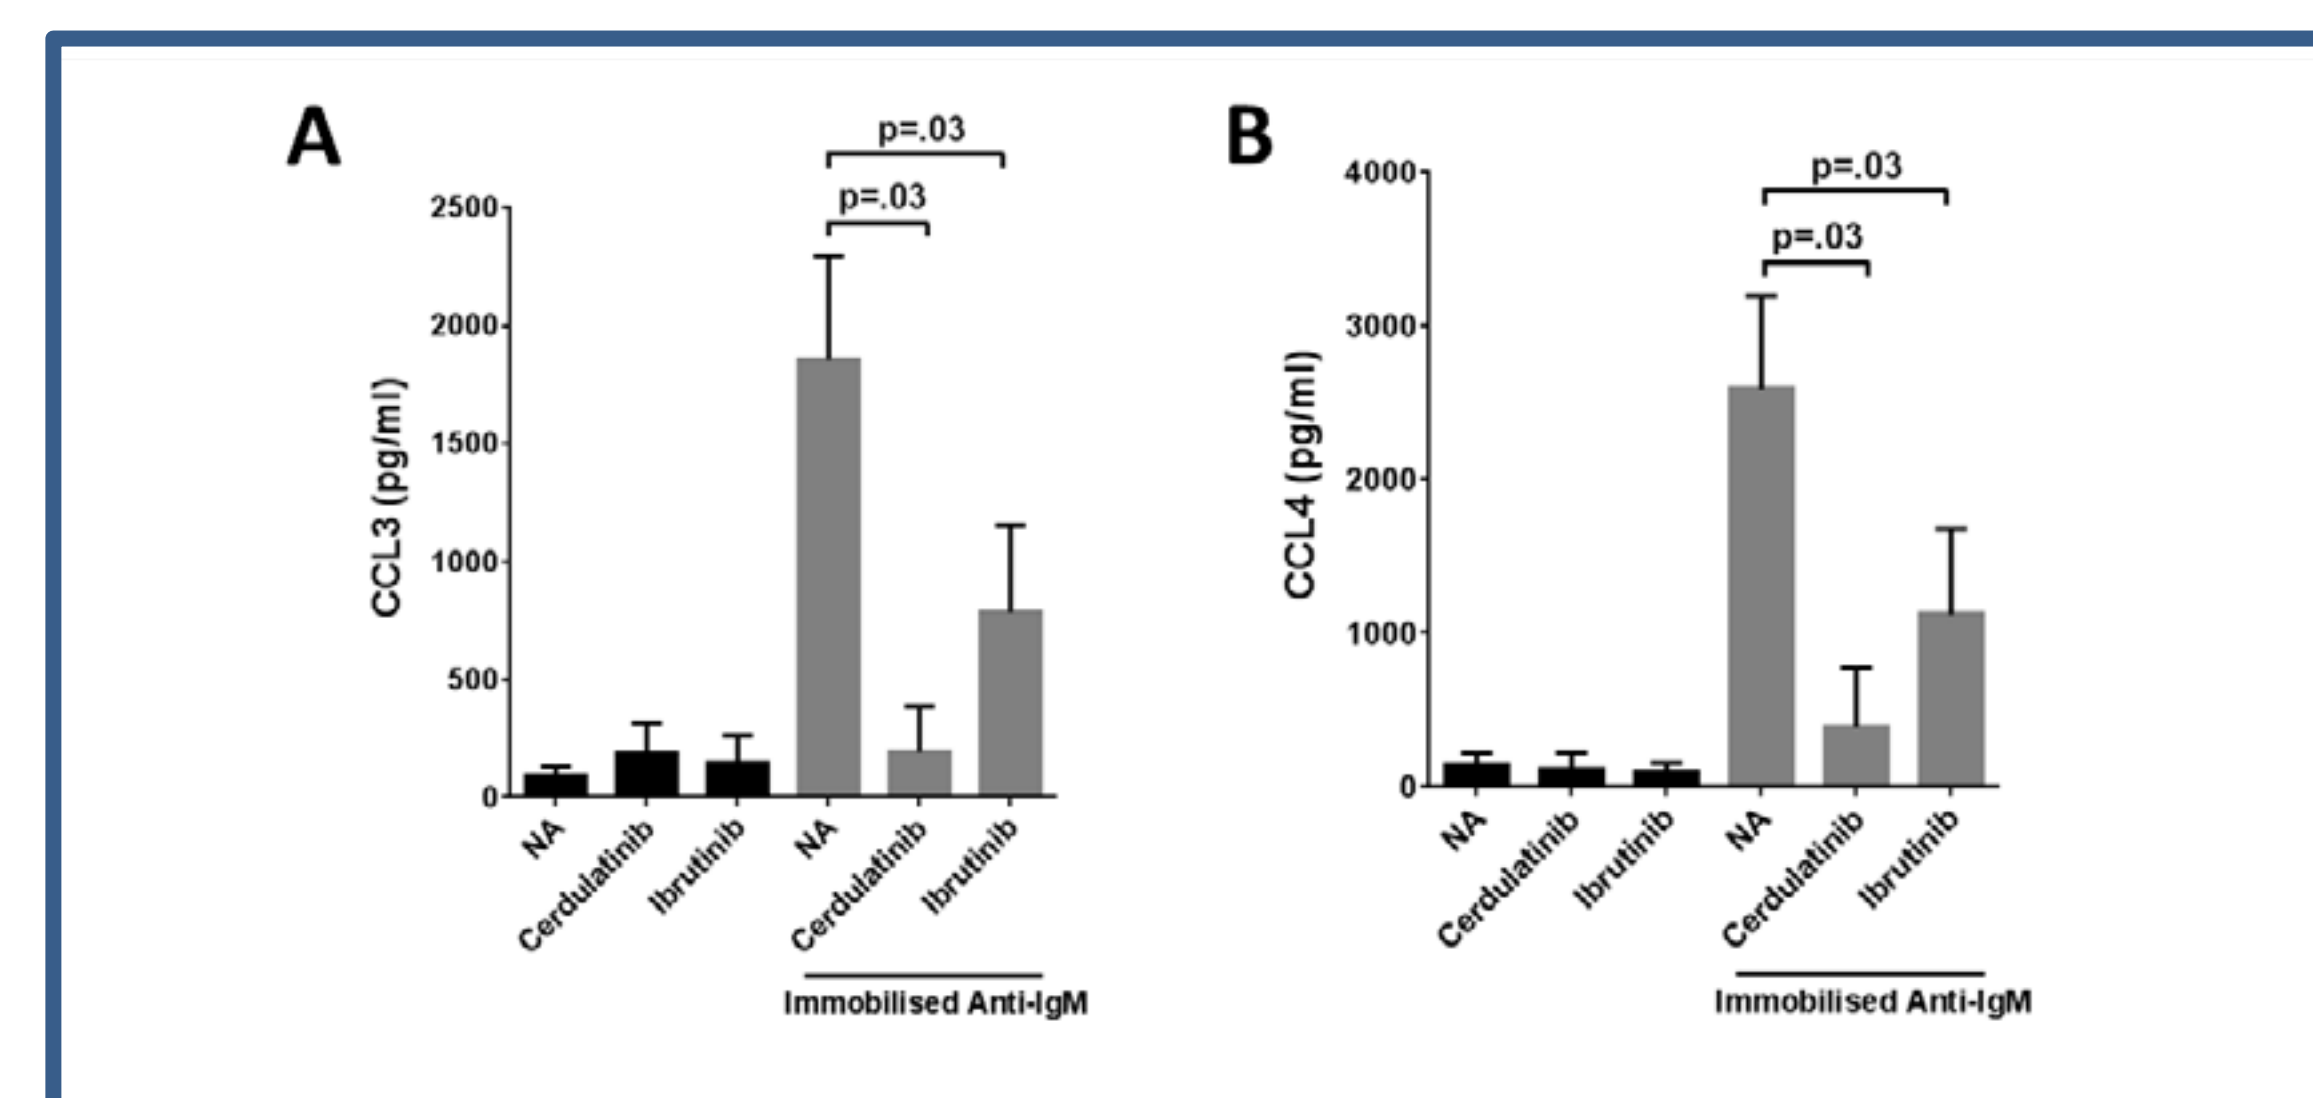 A
p=.03
p=.03
2500
2000
1500
1000
500
0
CCL3 (pg/ml)
NA
Cerdulatinib
Ibrutinib
NA
Cerdulatinib
Ibrutinib
Immobilised Anti-IgM
B
p=.03
p=.03
4000
3000
2000
1000
0
CCL4 (pg/ml)
NA
Cerdulatinib
Ibrutinib
NA
Cerdulatinib
Ibrutinib
Immobilised Anti-IgM